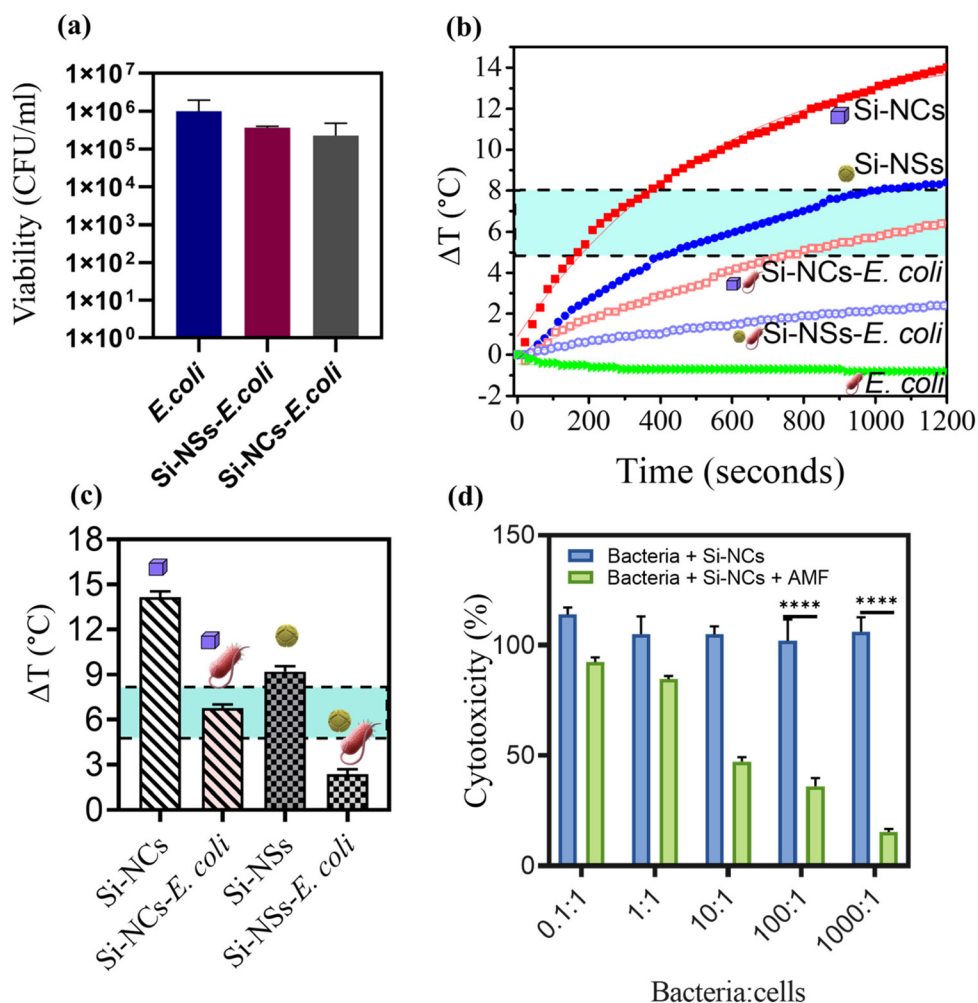 (a)
Viability (CFU/ml)
1×10⁷
1×10⁶
1×10⁵
1×10⁴
1×10³
1×10²
1×10¹
1×10⁰
E.coli
Si-NSs-E.coli
Si-NCs-E.coli
(b)
ΔT (°C)
14
12
10
8
6
4
2
0
-2
Si-NCs
Si-NSs
Si-NCs-E. coli
Si-NSs-E. coli
E. coli
0 200 400 600 800 1000 1200
Time (seconds)
(c)
ΔT (°C)
18
15
12
9
6
3
0
Si-NCs
Si-NCs-E. coli
Si-NSs
Si-NSs-E. coli
(d)
Cytotoxicity (%)
150
100
50
0
Bacteria + Si-NCs
Bacteria + Si-NCs + AMF
**** ****
0.1:1
1:1
10:1
100:1
1000:1
Bacteria:cells